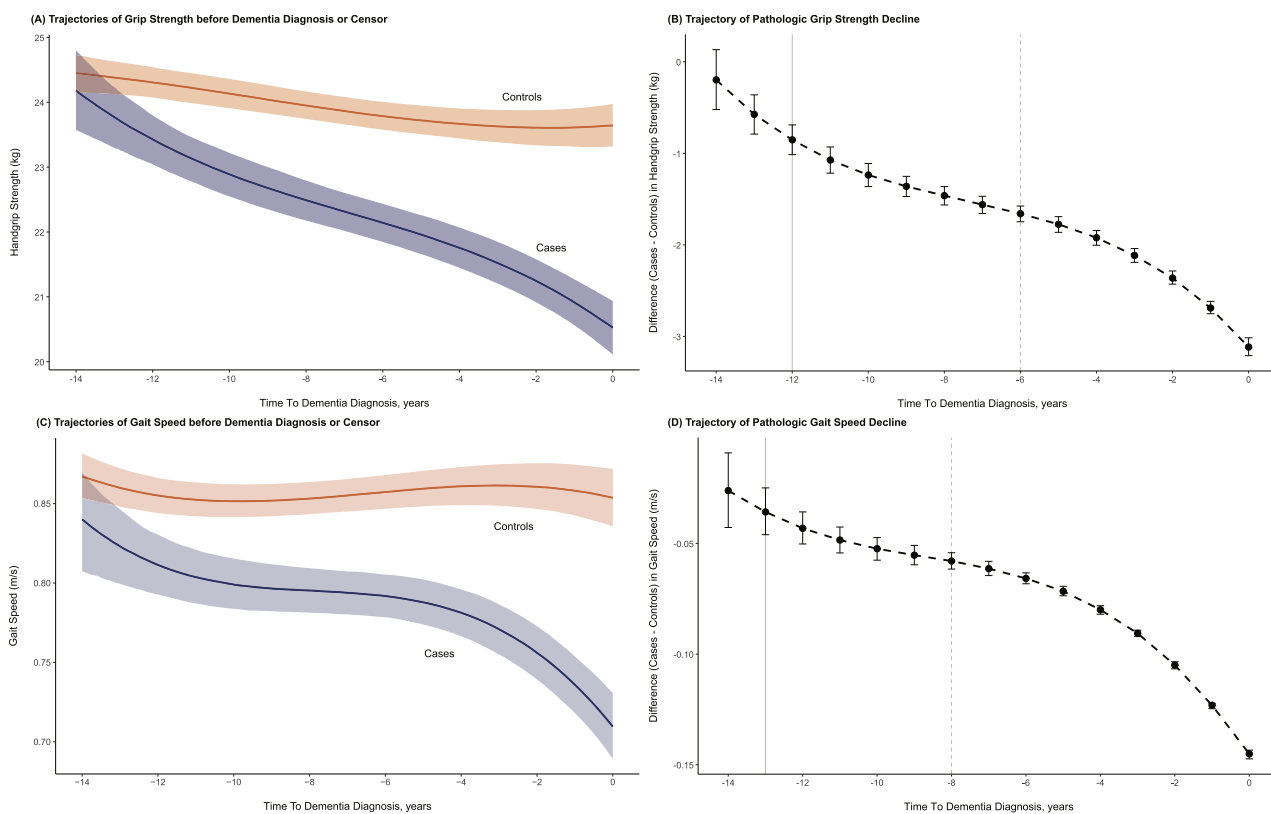 (A) Trajectories of Grip Strength before Dementia Diagnosis or Censor
25
24
23
22
21
20
Handgrip Strength (kg)
Controls
Cases
-14 -12 -10 -8 -6 -4 -2 0
Time To Dementia Diagnosis, years
(B) Trajectory of Pathologic Grip Strength Decline
0
-1
-2
-3
Difference (Cases - Controls) in Handgrip Strength (kg)
-14 -12 -10 -8 -6 -4 -2 0
Time To Dementia Diagnosis, years
(C) Trajectories of Gait Speed before Dementia Diagnosis or Censor
0.85
0.80
0.75
0.70
Gait Speed (m/s)
Controls
Cases
−14 −12 −10 −8 −6 −4 −2 0
Time To Dementia Diagnosis, years
(D) Trajectory of Pathologic Gait Speed Decline
-0.05
-0.10
-0.15
Difference (Cases - Controls) in Gait Speed (m/s)
-14 -12 -10 -8 -6 -4 -2 0
Time To Dementia Diagnosis, years